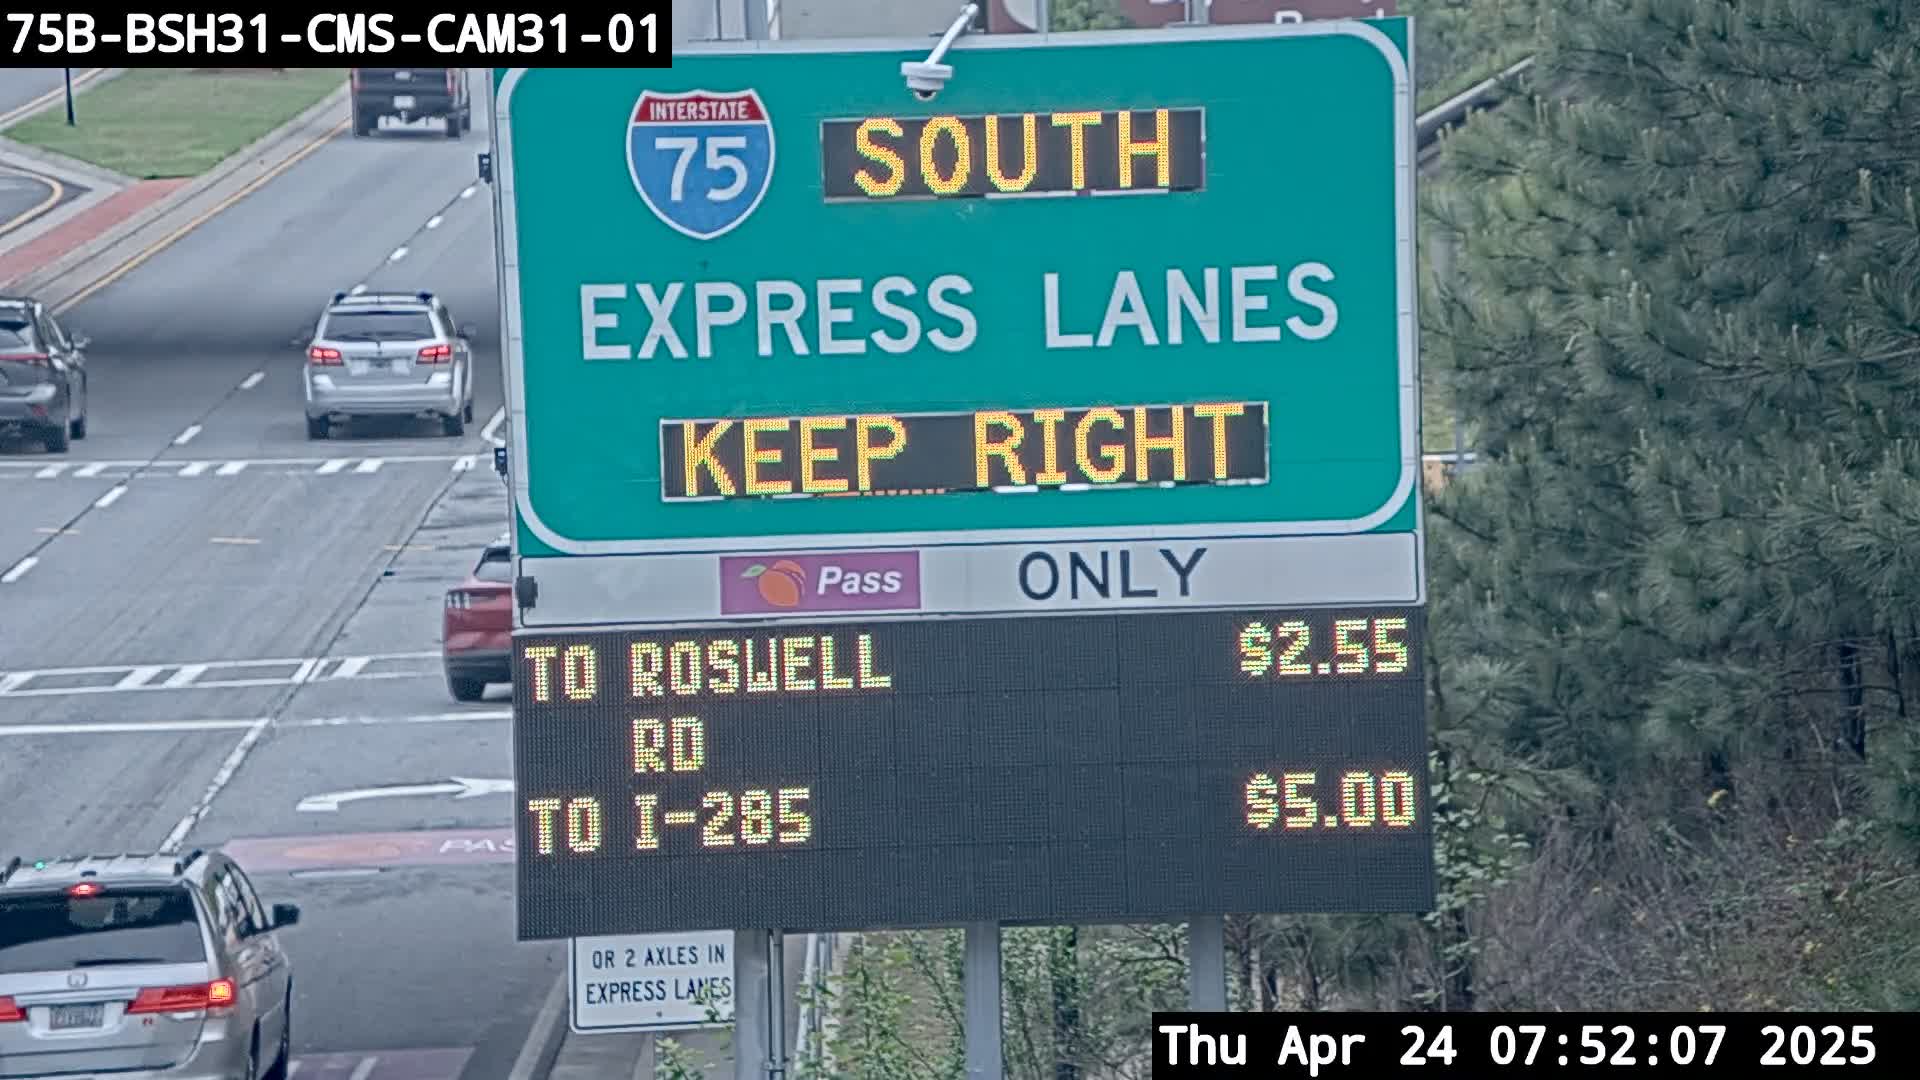 75B-BSH31-CMS-CAM31-01
INTERSTATE
75
SOUTH
EXPRESS LANES
KEEP RIGHT
Pass ONLY
TO ROSWELL $2.55
RD
TO I-285 $5.00
OR 2 AXLES IN
EXPRESS LANES
Thu Apr 24 07:52:07 2025